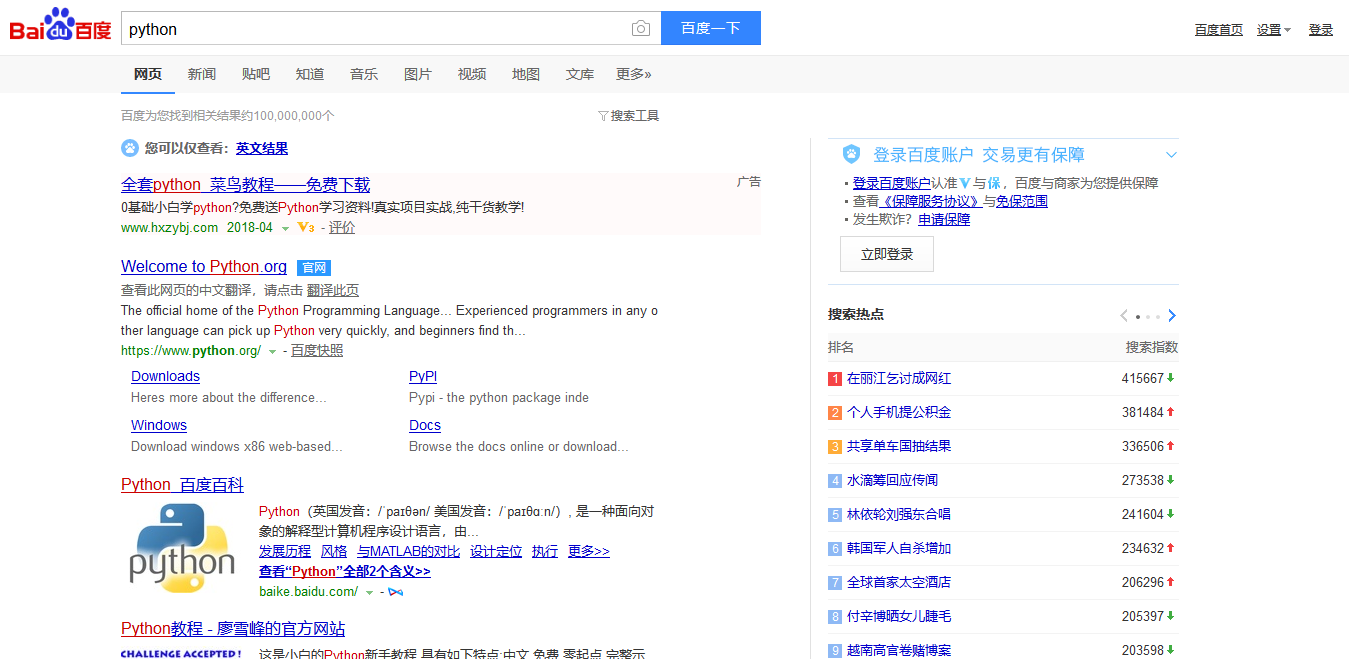 Bai du 百度 python 百度一下 百度首页 设置 登录
网页 新闻 贴吧 知道 音乐 图片 视频 地图 文库 更多»
百度为您找到相关结果约100,000,000个 搜索工具
您可以仅查看：英文结果
全套python 菜鸟教程——免费下载 广告
0基础小白学python?免费送Python学习资料!真实项目实战,纯干货教学!
www.hxzybj.com 2018-04 V3 - 评价
Welcome to Python.org 官网
查看此网页的中文翻译，请点击 翻译此页
The official home of the Python Programming Language... Experienced programmers in any o
ther language can pick up Python very quickly, and beginners find th...
https://www.python.org/ - 百度快照
Downloads PyPI
Heres more about the difference... Pypi - the python package inde
Windows Docs
Download windows x86 web-based... Browse the docs online or download...
Python_百度百科
python
Python（英国发音：/ˈpaɪθən/ 美国发音：/ˈpaɪθɑːn/）, 是一种面向对
象的解释型计算机程序设计语言，由...
发展历程 风格 与MATLAB的对比 设计定位 执行 更多>>
查看“Python”全部2个含义>>
baike.baidu.com/ -
Python教程 - 廖雪峰的官方网站
CHALLENGE ACCEPTED!
这是小白的Python新手教程,具有如下特点:中文,免费,零起点,完整示
登录百度账户 交易更有保障
登录百度账户认准V与保，百度与商家为您提供保障
查看《保障服务协议》与免保范围
发生欺诈？申请保障
立即登录
搜索热点
排名 搜索指数
1 在丽江乞讨成网红 415667
2 个人手机提公积金 381484
3 共享单车国抽结果 336506
4 水滴筹回应传闻 273538
5 林依轮刘强东合唱 241604
6 韩国军人自杀增加 234632
7 全球首家太空酒店 206296
8 付辛博晒女儿睫毛 205397
9 越南高官卷赌博案 203598